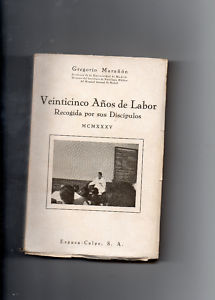 Gregorio Marañón
Veinticinco Años de Labor
Recogida por sus Discípulos
MCMXXXV
Espasa-Calpe, S. A.